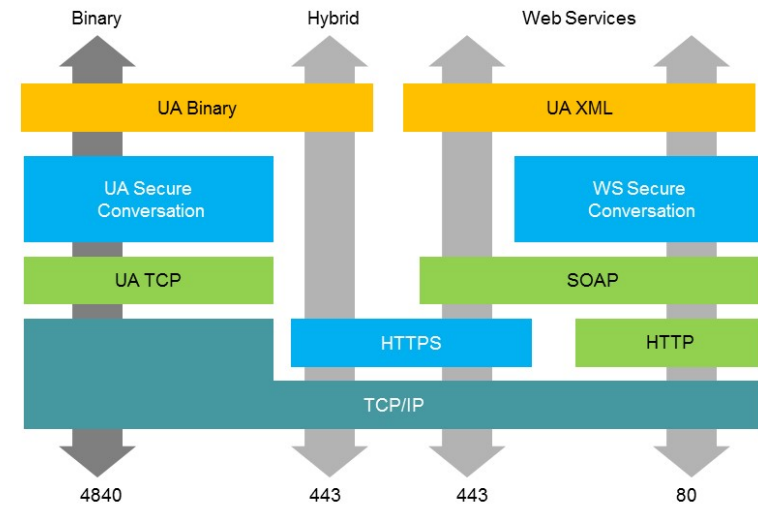 Binary
Hybrid
Web Services
UA Binary
UA XML
UA Secure
Conversation
WS Secure
Conversation
UA TCP
SOAP
HTTPS
HTTP
TCP/IP
4840
443
443
80